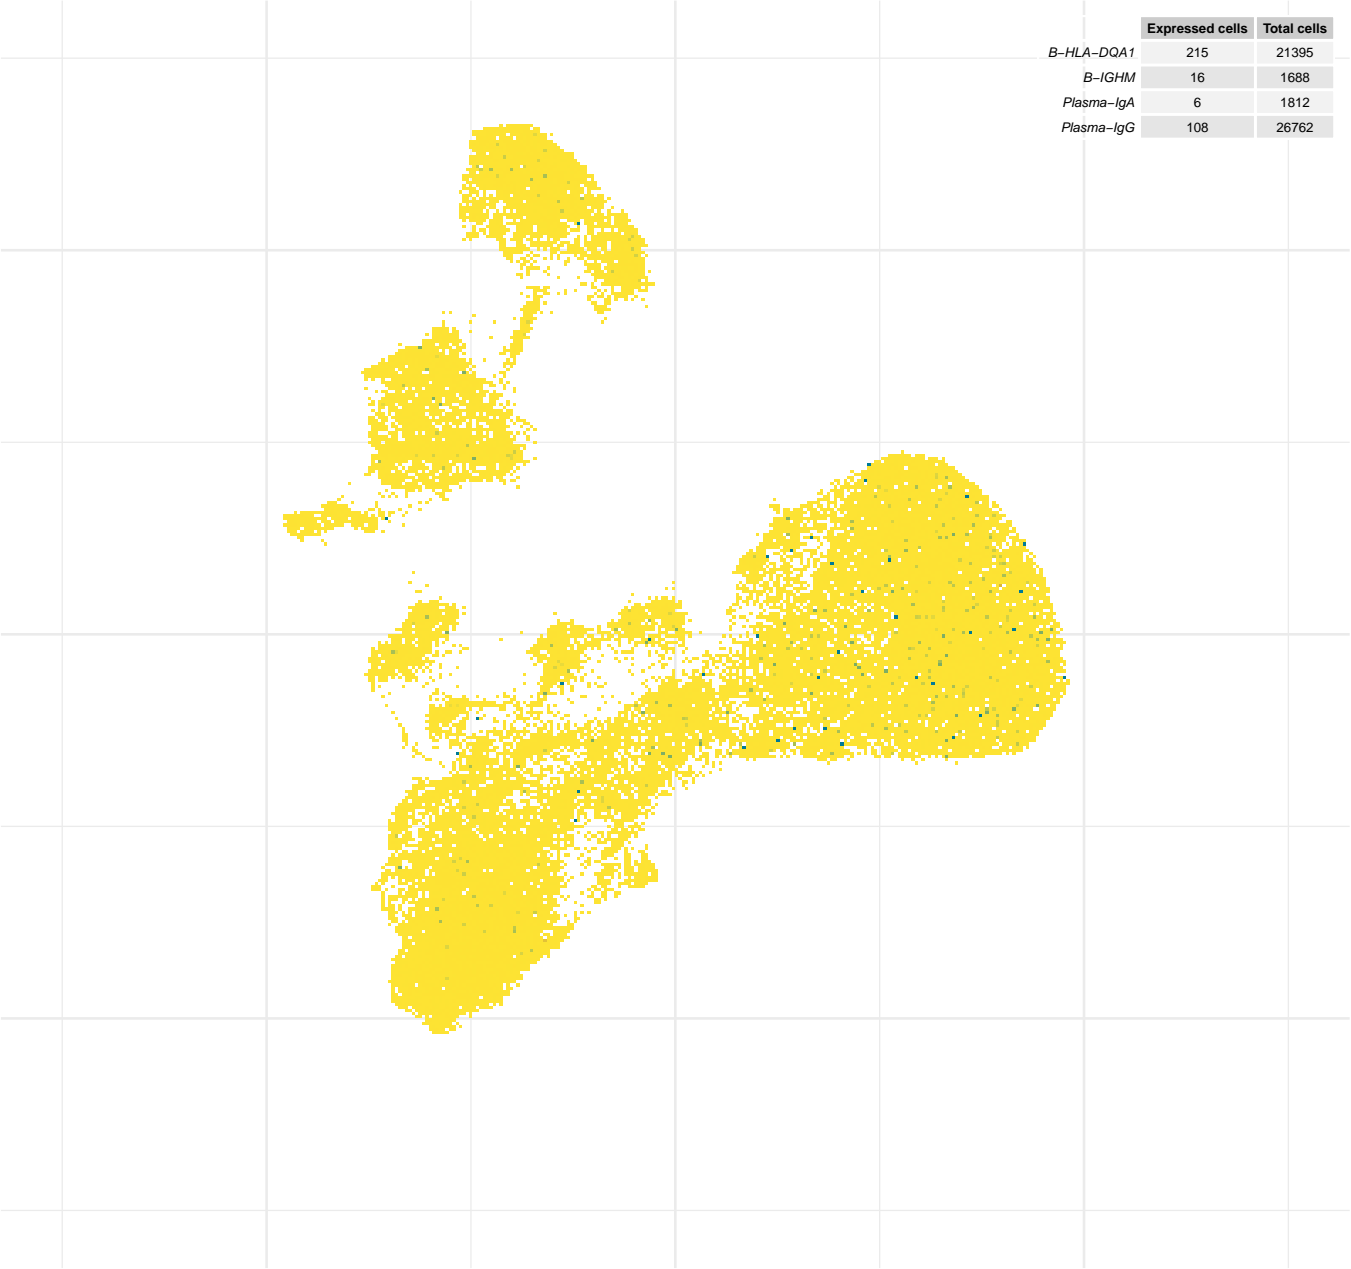 Expressed cells Total cells
B−HLA−DQA1 215 21395
B−IGHM 16 1688
Plasma−IgA 6 1812
Plasma−IgG 108 26762